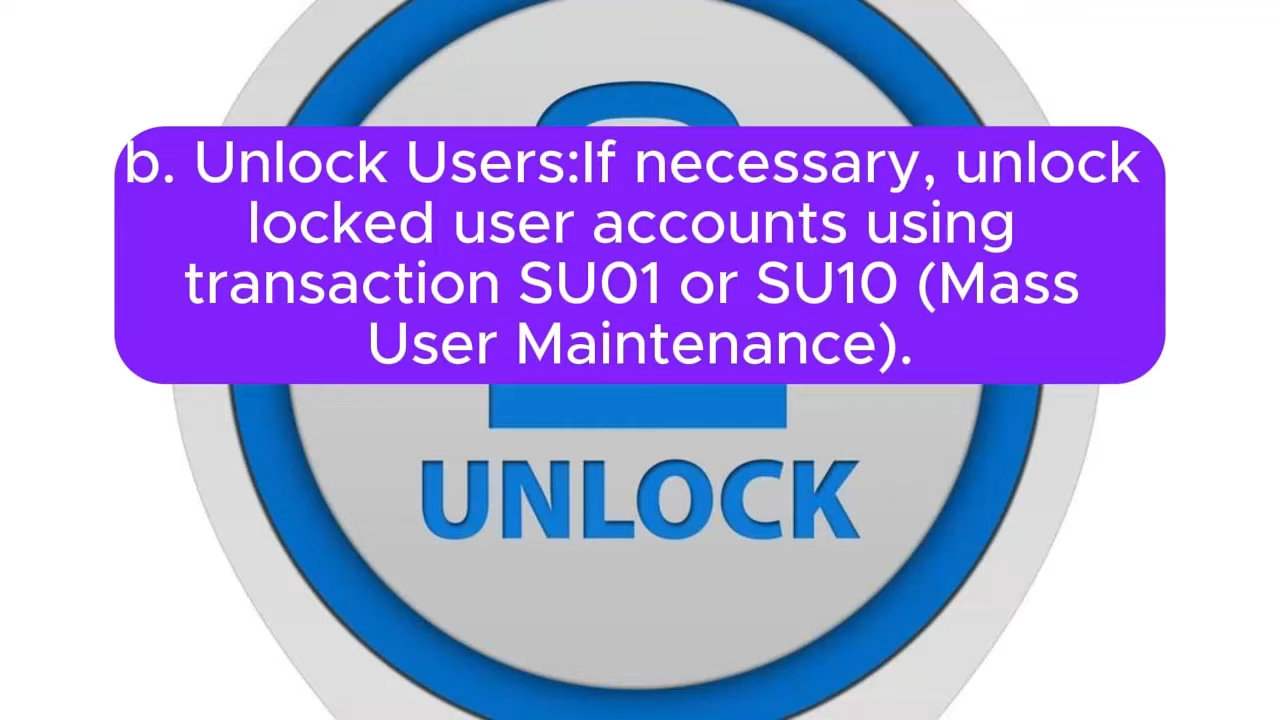 b. Unlock Users:If necessary, unlock
locked user accounts using
transaction SU01 or SU10 (Mass
User Maintenance).
UNLOCK